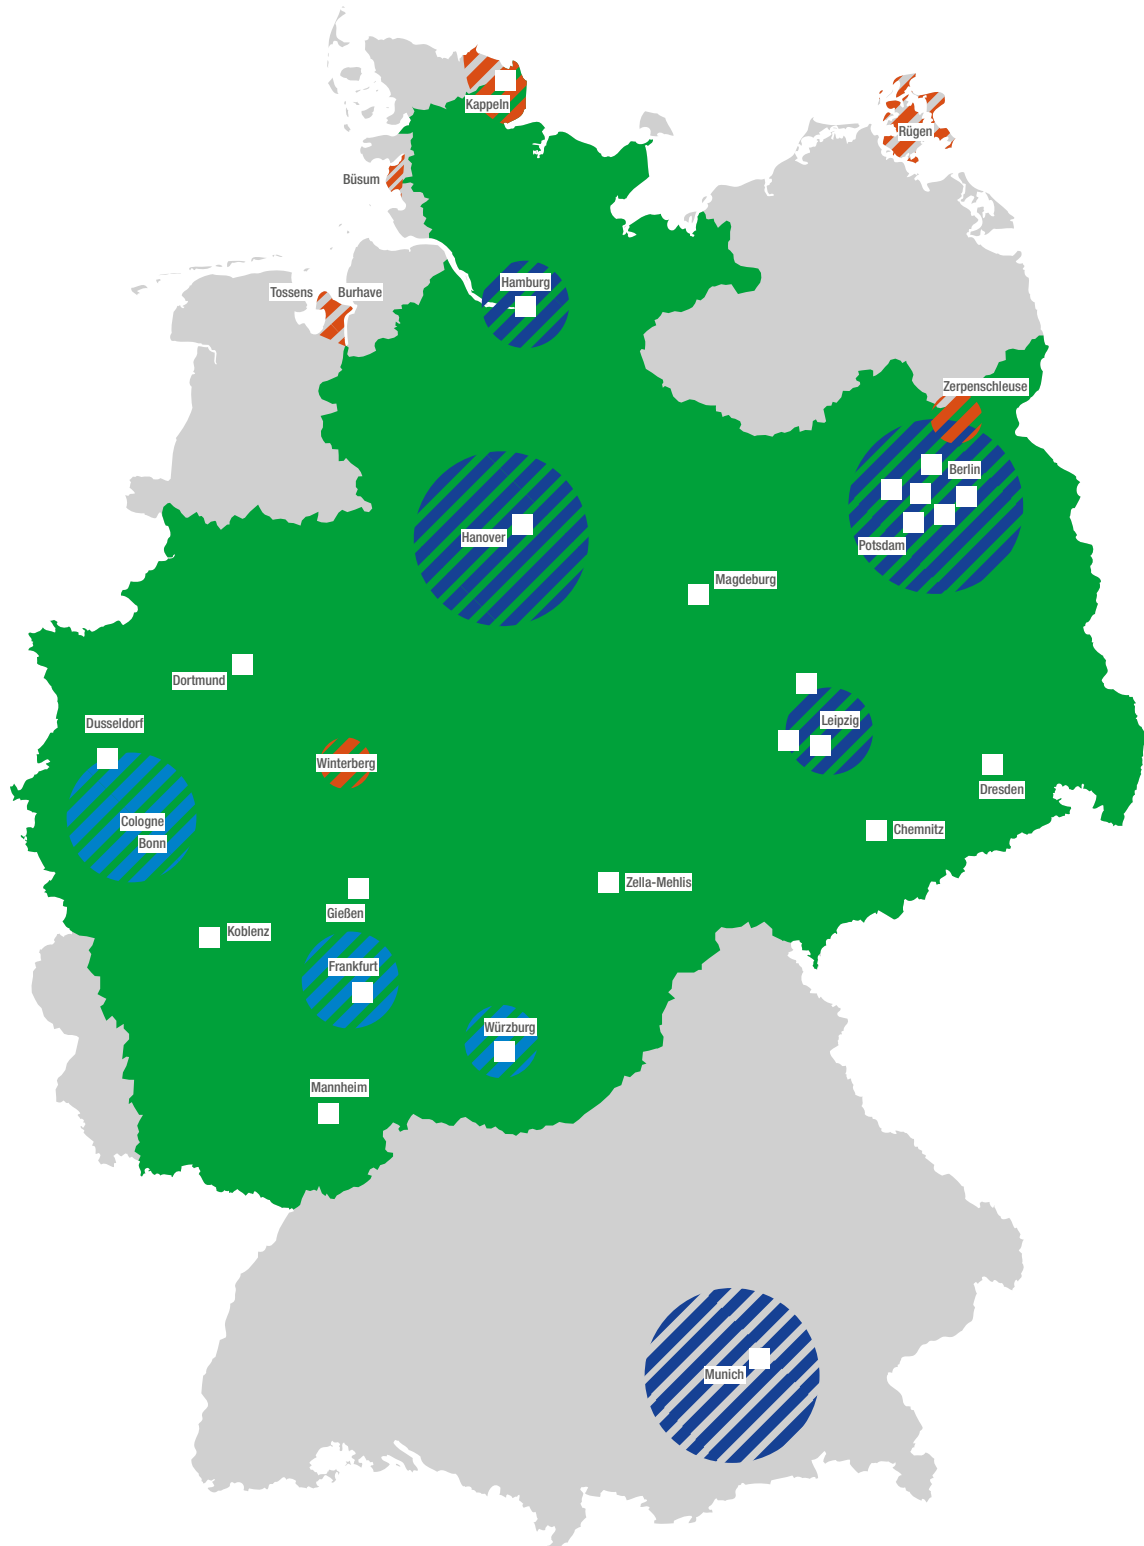 Kappeln
Rügen
Büsum
Hamburg
Tossens
Burhave
Zerpenschleuse
Berlin
Hanover
Potsdam
Magdeburg
Dortmund
Leipzig
Dusseldorf
Winterberg
Dresden
Cologne
Bonn
Chemnitz
Zella-Mehlis
Gießen
Koblenz
Frankfurt
Würzburg
Mannheim
Munich